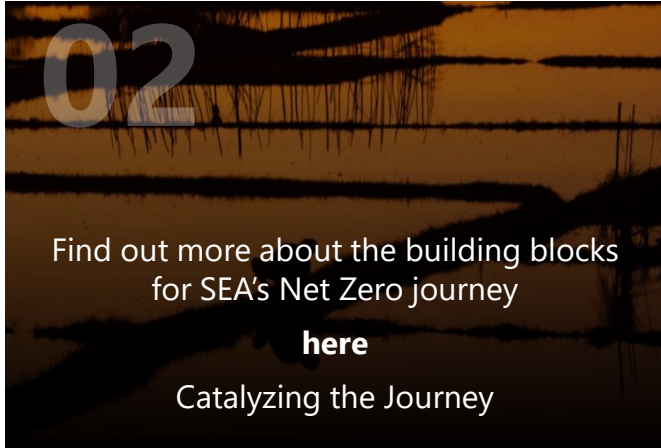 02
Find out more about the building blocks
for SEA’s Net Zero journey
here
Catalyzing the Journey